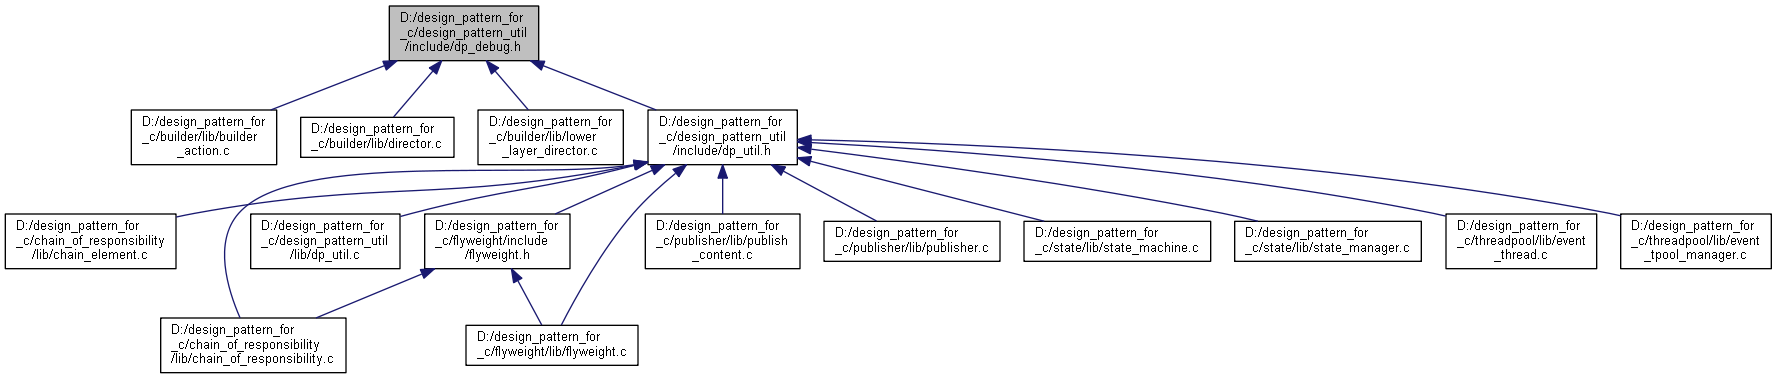 D:/design_pattern_for
_c/design_pattern_util
/include/dp_debug.h
D:/design_pattern_for
_c/builder/lib/builder
_action.c
D:/design_pattern_for
_c/builder/lib/director.c
D:/design_pattern_for
_c/builder/lib/lower
_layer_director.c
D:/design_pattern_for
_c/design_pattern_util
/include/dp_util.h
D:/design_pattern_for
_c/chain_of_responsibility
/lib/chain_element.c
D:/design_pattern_for
_c/design_pattern_util
/lib/dp_util.c
D:/design_pattern_for
_c/flyweight/include
/flyweight.h
D:/design_pattern_for
_c/publisher/lib/publish
_content.c
D:/design_pattern_for
_c/publisher/lib/publisher.c
D:/design_pattern_for
_c/state/lib/state_machine.c
D:/design_pattern_for
_c/state/lib/state_manager.c
D:/design_pattern_for
_c/threadpool/lib/event
_thread.c
D:/design_pattern_for
_c/threadpool/lib/event
_tpool_manager.c
D:/design_pattern_for
_c/chain_of_responsibility
/lib/chain_of_responsibility.c
D:/design_pattern_for
_c/flyweight/lib/flyweight.c